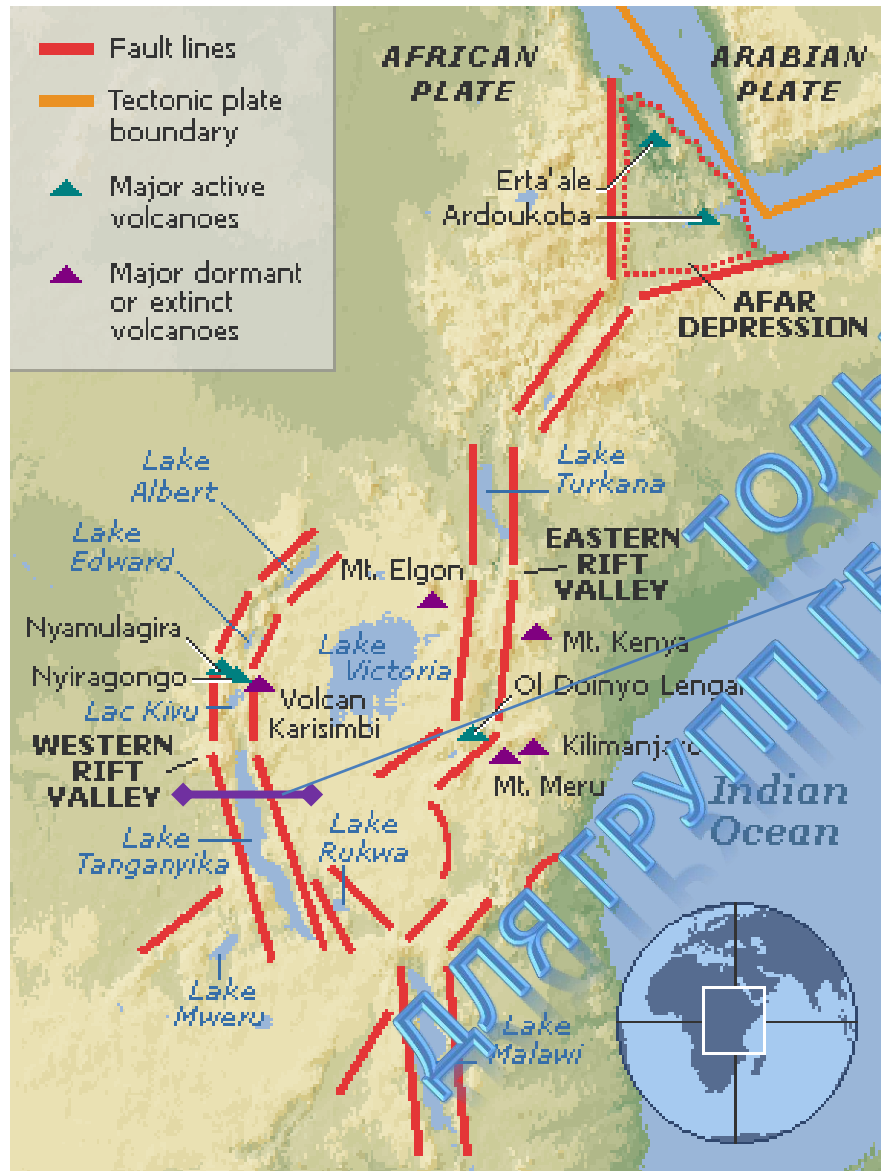 Fault lines
Tectonic plate
boundary
Major active
volcanoes
Major dormant
or extinct
volcanoes
AFRICAN
PLATE
ARABIAN
PLATE
Erta'ale
Ardoukoba
AFAR
DEPRESSION
Lake
Albert
Lake
Edward
Lake
Turkana
Mt. Elgon
EASTERN
RIFT
VALLEY
Nyamulagira
Nyiragongo
Lac Kivu
Lake
Victoria
Mt. Kenya
Volcan
Karisimbi
Ol Doinyo Lengai
WESTERN
RIFT
VALLEY
Kilimanjaro
Mt. Meru
Indian
Ocean
Lake
Tanganyika
Lake
Rukwa
Lake
Mweru
Lake
Malawi
ДЛЯ ГРУПП